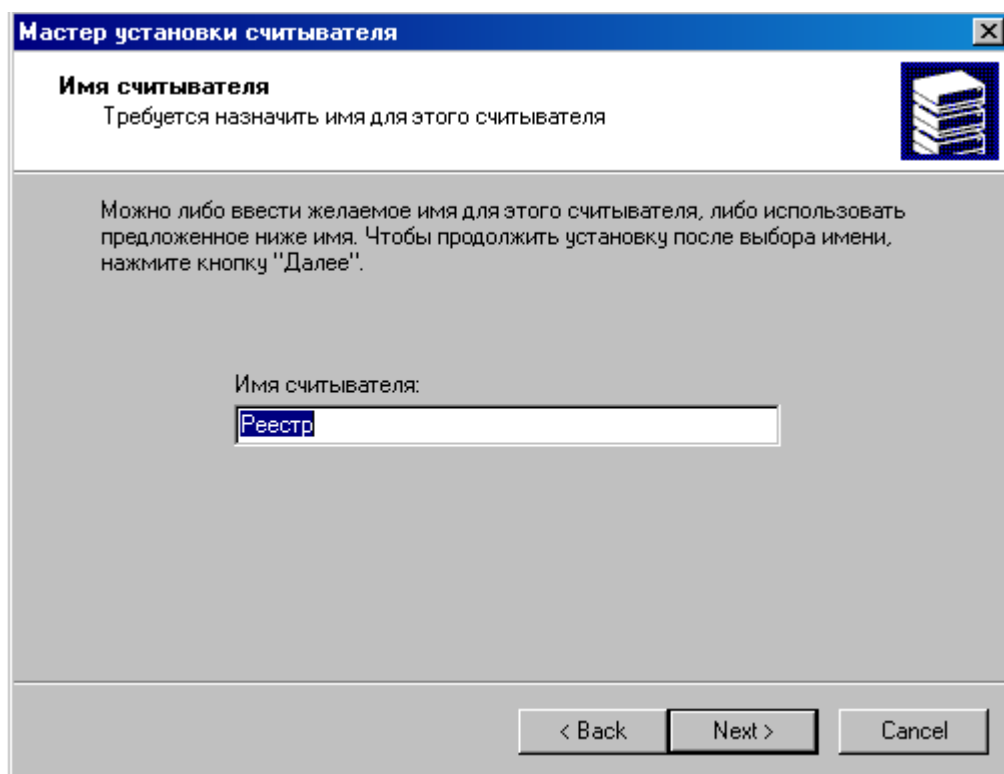 Мастер установки считывателя
Имя считывателя
Требуется назначить имя для этого считывателя
Можно либо ввести желаемое имя для этого считывателя, либо использовать
предложенное ниже имя. Чтобы продолжить установку после выбора имени,
нажмите кнопку "Далее".
Имя считывателя:
Реестр
< Back Next > Cancel